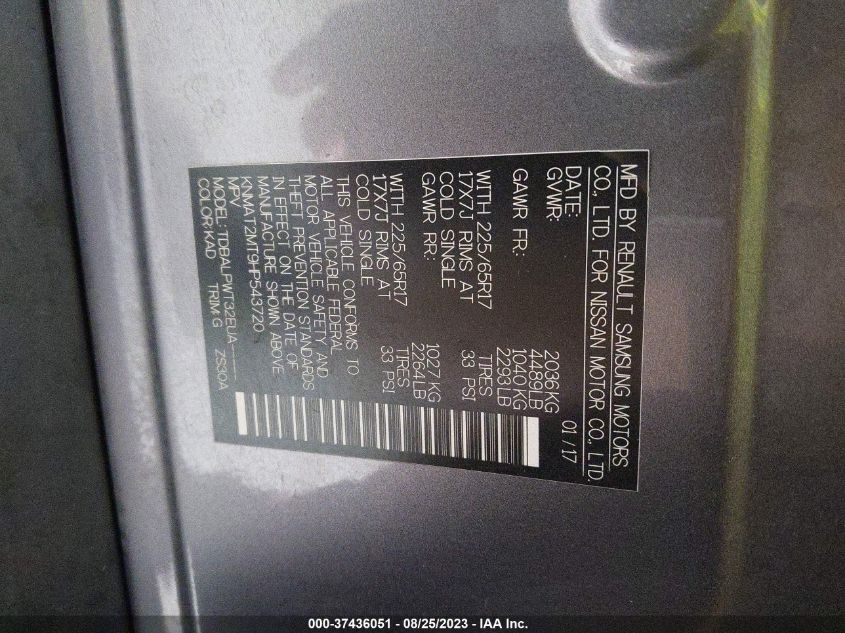 MFD BY RENAULT SAMSUNG MOTORS
CO., LTD. FOR NISSAN MOTOR CO., LTD.
DATE: 01/17
GVWR: 2036KG
4489LB
GAWR FR: 1040KG
2293LB
WITH 225/65R17 TIRES
17X7J RIMS AT 33 PSI
COLD SINGLE
GAWR RR: 1027KG
2264LB
WITH 225/65R17 TIRES
17X7J RIMS AT 33 PSI
COLD SINGLE
THIS VEHICLE CONFORMS TO
ALL APPLICABLE FEDERAL
MOTOR VEHICLE SAFETY AND
THEFT PREVENTION STANDARDS
IN EFFECT ON THE DATE OF
MANUFACTURE SHOWN ABOVE
KNMAT2MT9HP543720
MPV
MODEL:TDBALPWT32EUA------
COLOR:KAD TRIM:G ZS30A
000-37436051 - 08/25/2023 - IAA Inc.